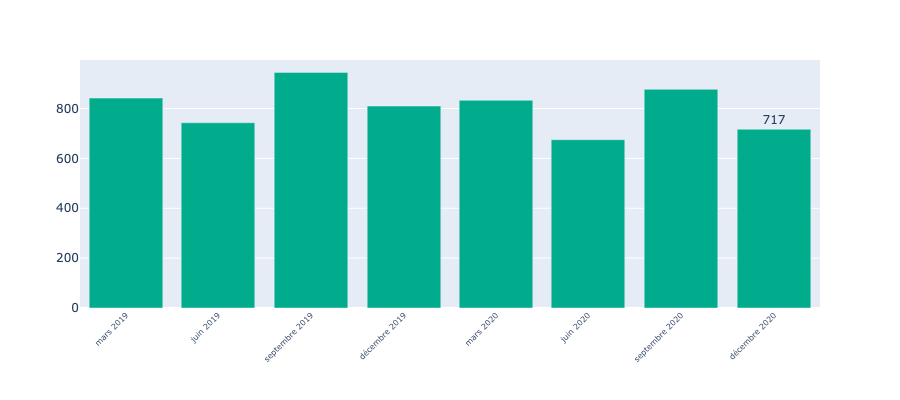 717
800
600
400
200
0
mars 2019
juin 2019
septembre 2019
décembre 2019
mars 2020
juin 2020
septembre 2020
décembre 2020